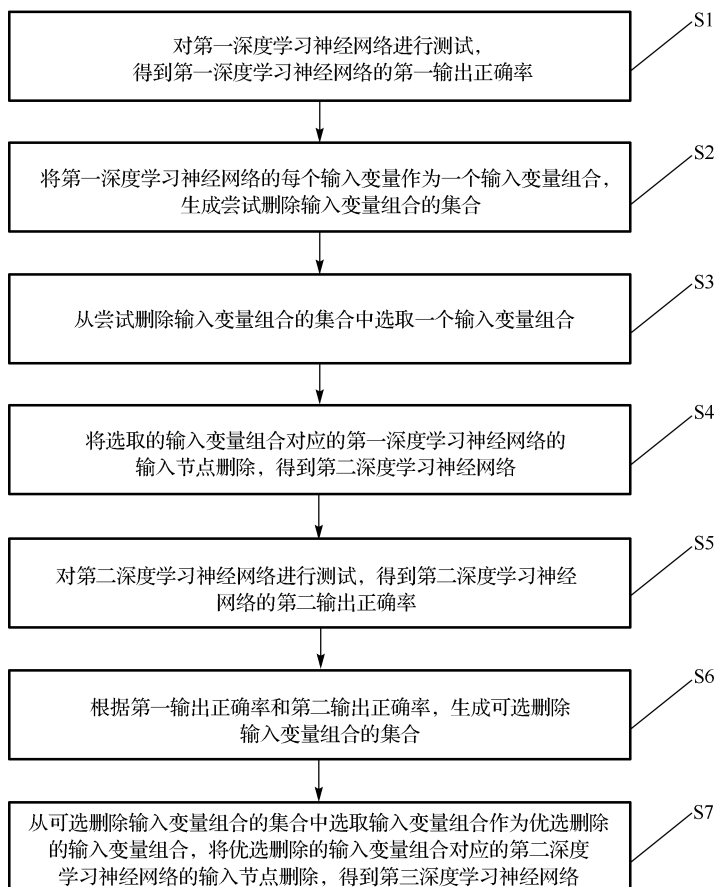 对第一深度学习神经网络进行测试，
得到第一深度学习神经网络的第一输出正确率
S1
将第一深度学习神经网络的每个输入变量作为一个输入变量组合，
生成尝试删除输入变量组合的集合
S2
从尝试删除输入变量组合的集合中选取一个输入变量组合
S3
将选取的输入变量组合对应的第一深度学习神经网络的
输入节点删除，得到第二深度学习神经网络
S4
对第二深度学习神经网络进行测试，得到第二深度学习神经
网络的第二输出正确率
S5
根据第一输出正确率和第二输出正确率，生成可选删除
输入变量组合的集合
S6
从可选删除输入变量组合的集合中选取输入变量组合作为优选删除
的输入变量组合，将优选删除的输入变量组合对应的第二深度
学习神经网络的输入节点删除，得到第三深度学习神经网络
S7